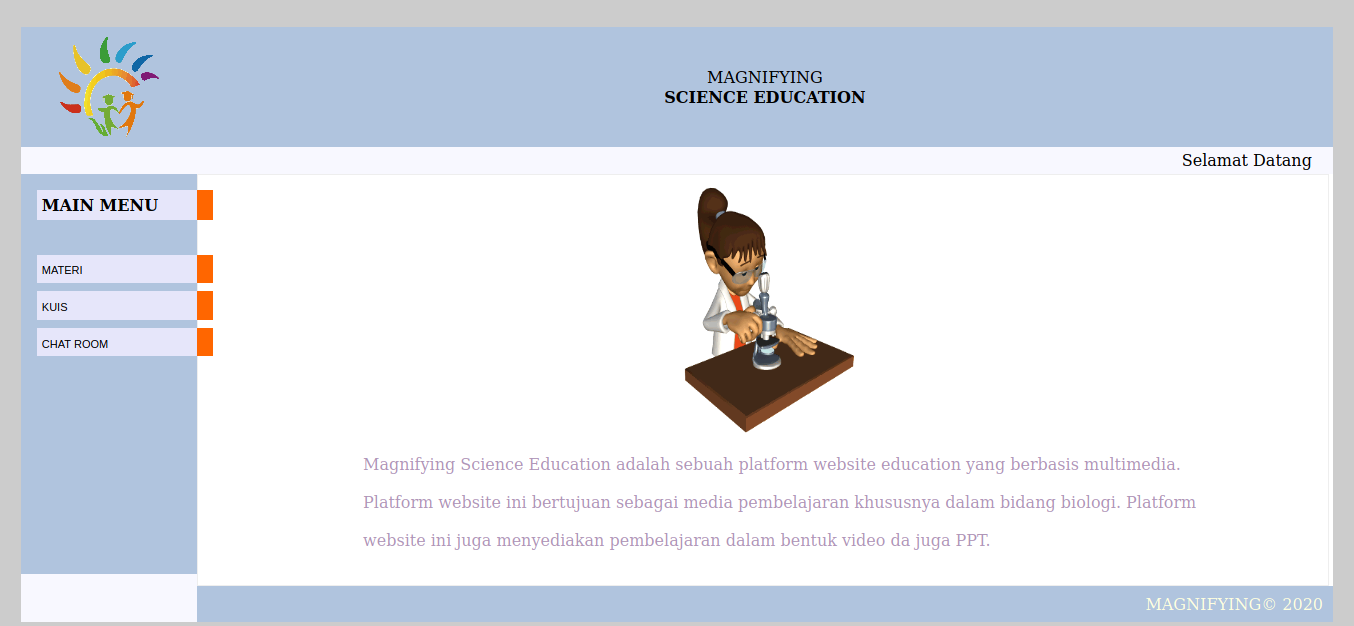 MAGNIFYING
SCIENCE EDUCATION
Selamat Datang
MAIN MENU
MATERI
KUIS
CHAT ROOM
Magnifying Science Education adalah sebuah platform website education yang berbasis multimedia.
Platform website ini bertujuan sebagai media pembelajaran khususnya dalam bidang biologi. Platform
website ini juga menyediakan pembelajaran dalam bentuk video da juga PPT.
MAGNIFYING© 2020